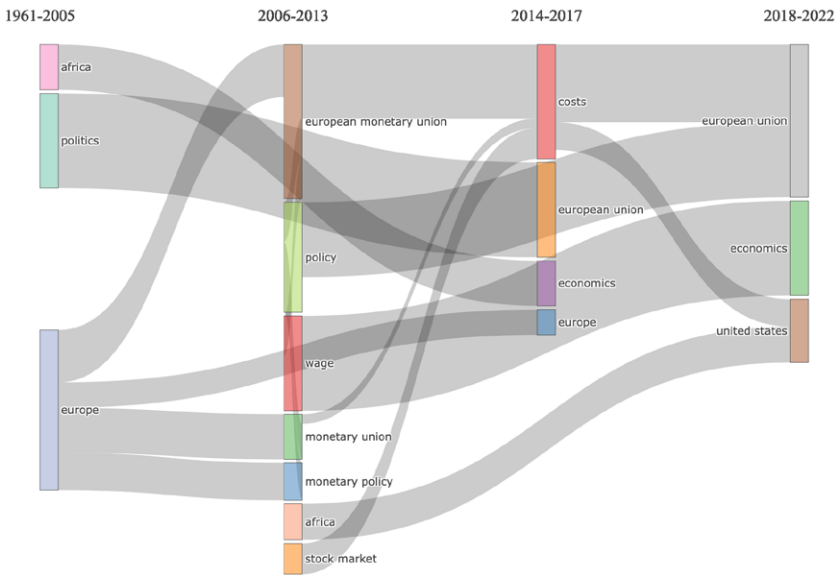 1961-2005 2006-2013 2014-2017 2018-2022
africa
politics
europe
european monetary union
policy
wage
monetary union
monetary policy
africa
stock market
costs
european union
economics
europe
european union
economics
united states